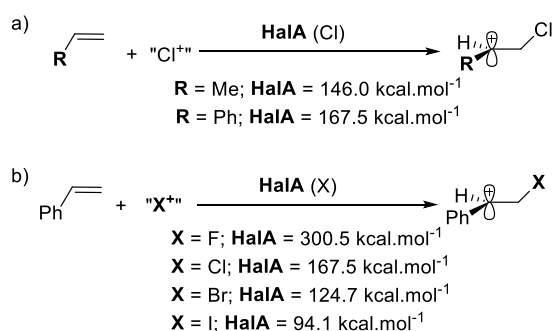 a)
R + "Cl⁺" HalA (Cl) H R + Cl
R = Me; HalA = 146.0 kcal.mol⁻¹
R = Ph; HalA = 167.5 kcal.mol⁻¹
b)
Ph + "X⁺" HalA (X) H Ph + X
X = F; HalA = 300.5 kcal.mol⁻¹
X = Cl; HalA = 167.5 kcal.mol⁻¹
X = Br; HalA = 124.7 kcal.mol⁻¹
X = I; HalA = 94.1 kcal.mol⁻¹